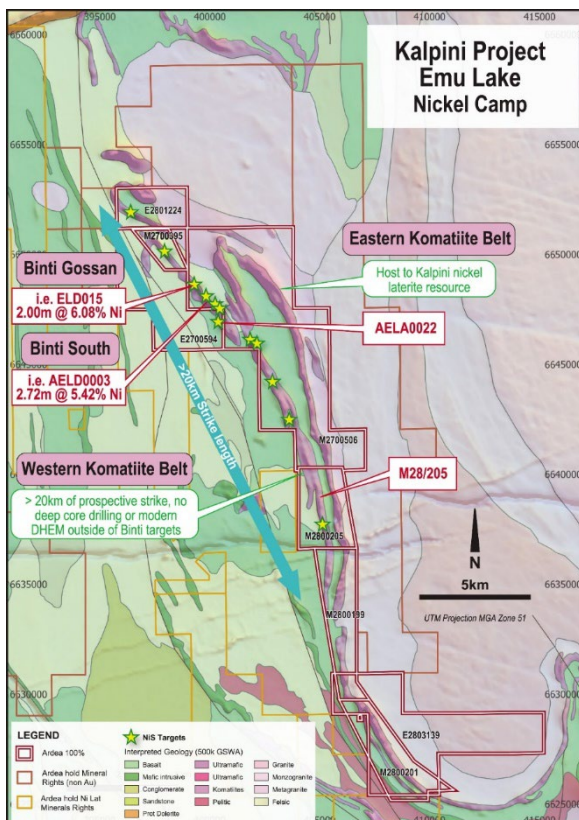 400000 405000 410000 415000
6660000
6660000
Kalpini Project
Emu Lake
Nickel Camp
6655000
6655000
E2801224
M2700395
Eastern Komatiite Belt
6650000
Host to Kalpini nickel
laterite resource
Binti Gossan
i.e. ELD015
2.00m @ 6.08% Ni
AELA0022
Binti South
E2700594
i.e. AELD0003
2.72m @ 5.42% Ni
6645000
6645000
>20km Strike length
M2700506
Western Komatiite Belt
M28/205
6640000
> 20km of prospective strike, no
deep core drilling or modern
DHEM outside of Binti targets
M2800205
N
5km
6635000
6635000
M2800199
UTM Projection MGA Zone 51
6630000
6630000
E2803139
M2800201
LEGEND
Ardea 100%
Ardea hold Mineral
Rights (non Au)
Ardea hold Ni Lat
Minerals Rights
NiS Targets
Interpreted Geology (500k GSWA)
Basalt
Mafic intrusive
Conglomerate
Sandstone
Prot Dolerite
Ultramafic
Ultramafic
Komatiites
Pelitic
Granite
Monzogranite
Metagranite
Felsic
6625000